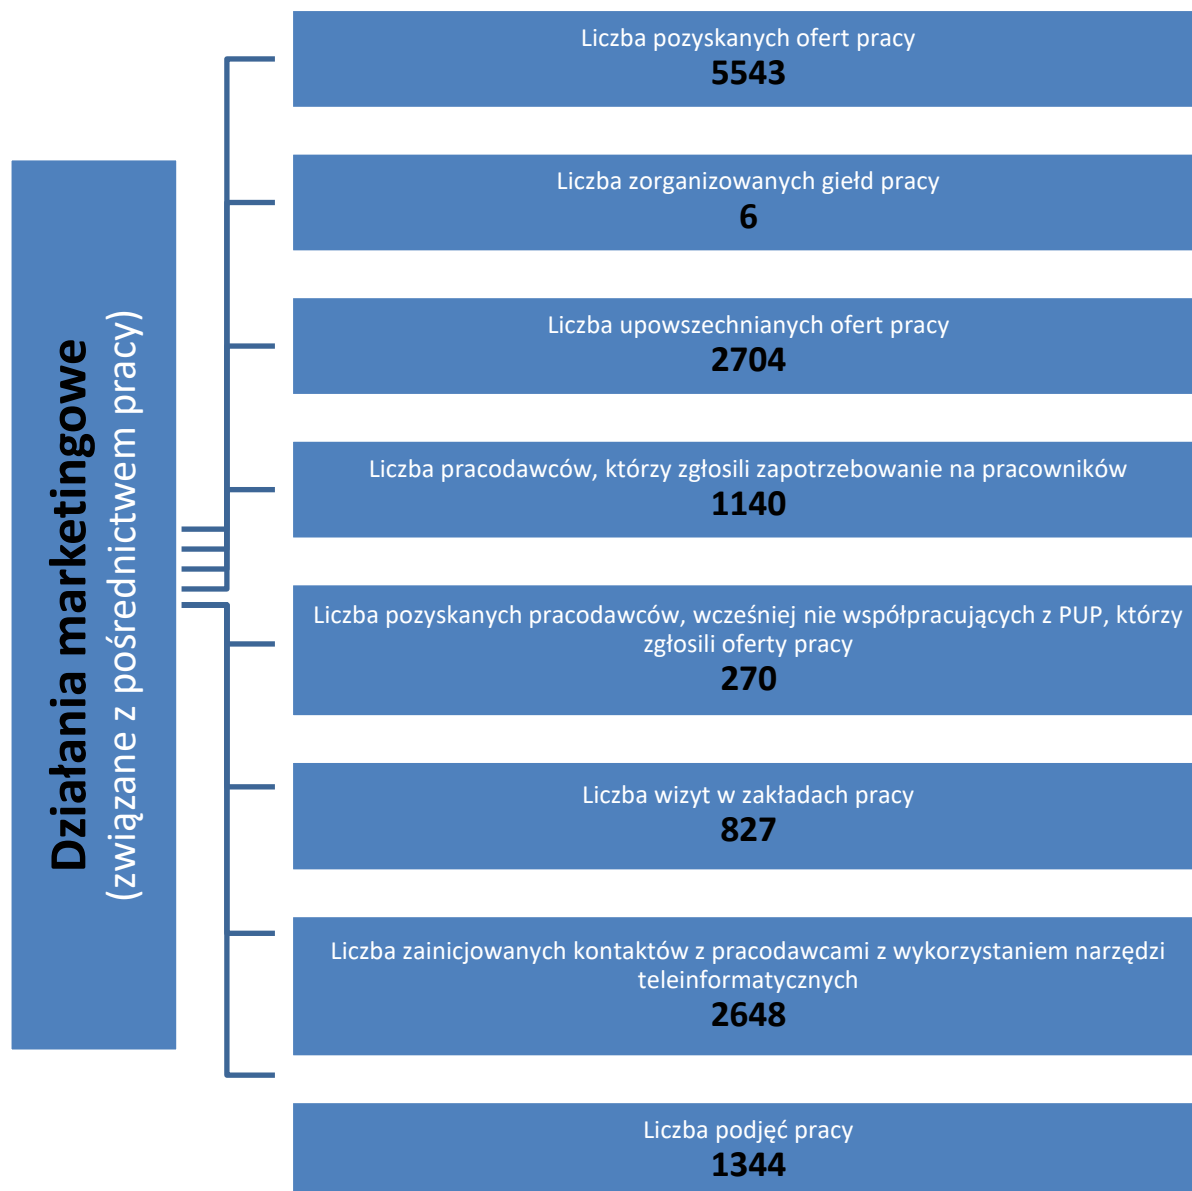 Działania marketingowe
(związane z pośrednictwem pracy)
Liczba pozyskanych ofert pracy
5543
Liczba zorganizowanych giełd pracy
6
Liczba upowszechnianych ofert pracy
2704
Liczba pracodawców, którzy zgłosili zapotrzebowanie na pracowników
1140
Liczba pozyskanych pracodawców, wcześniej nie współpracujących z PUP, którzy
zgłosili oferty pracy
270
Liczba wizyt w zakładach pracy
827
Liczba zainicjowanych kontaktów z pracodawcami z wykorzystaniem narzędzi
teleinformatycznych
2648
Liczba podjęć pracy
1344